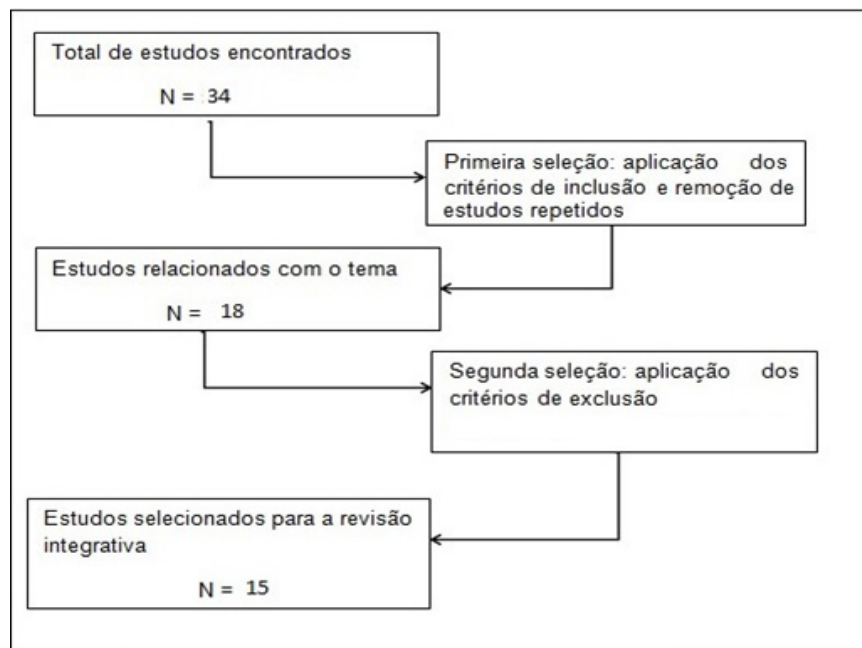 Total de estudos encontrados
N = 34
Primeira seleção: aplicação dos
critérios de inclusão e remoção de
estudos repetidos
Estudos relacionados com o tema
N = 18
Segunda seleção: aplicação dos
critérios de exclusão
Estudos selecionados para a revisão
integrativa
N = 15